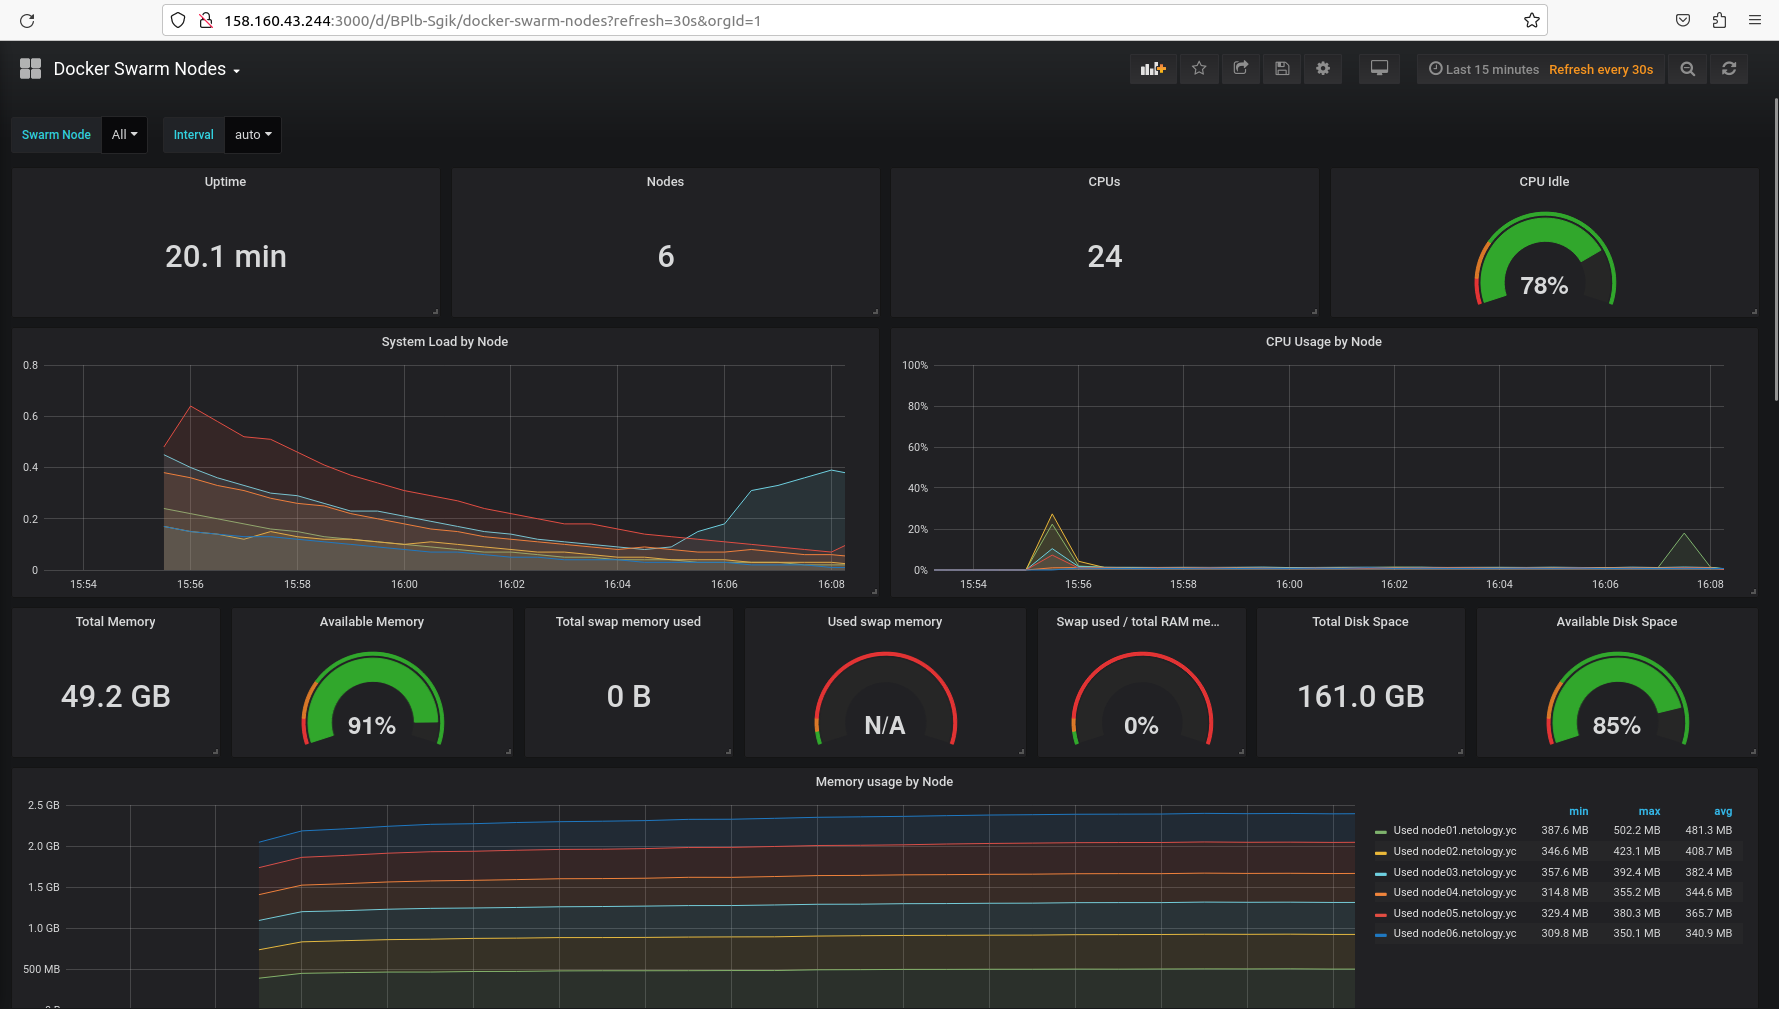 158.160.43.244:3000/d/BPlb-Sgik/docker-swarm-nodes?refresh=30s&orgId=1
Docker Swarm Nodes
Last 15 minutes Refresh every 30s
Swarm Node All Interval auto
Uptime
20.1 min
Nodes
6
CPUs
24
CPU Idle
78%
System Load by Node
0.8
0.6
0.4
0.2
0
15:54 15:56 15:58 16:00 16:02 16:04 16:06 16:08
CPU Usage by Node
100%
80%
60%
40%
20%
0%
15:54 15:56 15:58 16:00 16:02 16:04 16:06 16:08
Total Memory
49.2 GB
Available Memory
91%
Total swap memory used
0 B
Used swap memory
N/A
Swap used / total RAM me...
0%
Total Disk Space
161.0 GB
Available Disk Space
85%
Memory usage by Node
2.5 GB
2.0 GB
1.5 GB
1.0 GB
500 MB
min max avg
Used node01.netology.yc 387.6 MB 502.2 MB 481.3 MB
Used node02.netology.yc 346.6 MB 423.1 MB 408.7 MB
Used node03.netology.yc 357.6 MB 392.4 MB 382.4 MB
Used node04.netology.yc 314.8 MB 355.2 MB 344.6 MB
Used node05.netology.yc 329.4 MB 380.3 MB 365.7 MB
Used node06.netology.yc 309.8 MB 350.1 MB 340.9 MB